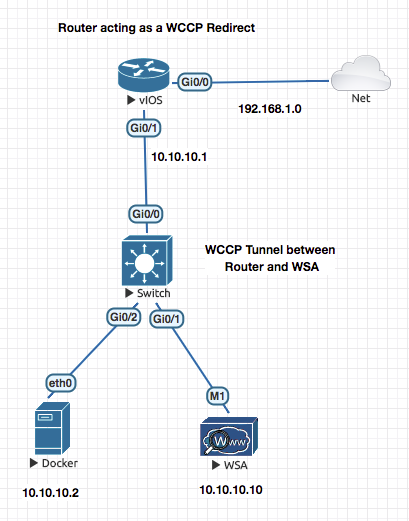 Router acting as a WCCP Redirect
Gi0/0
vIOS
Net
192.168.1.0
Gi0/1
10.10.10.1
Gi0/0
WCCP Tunnel between
Router and WSA
Switch
Gi0/2
Gi0/1
eth0
M1
Www
Docker
WSA
10.10.10.2
10.10.10.10